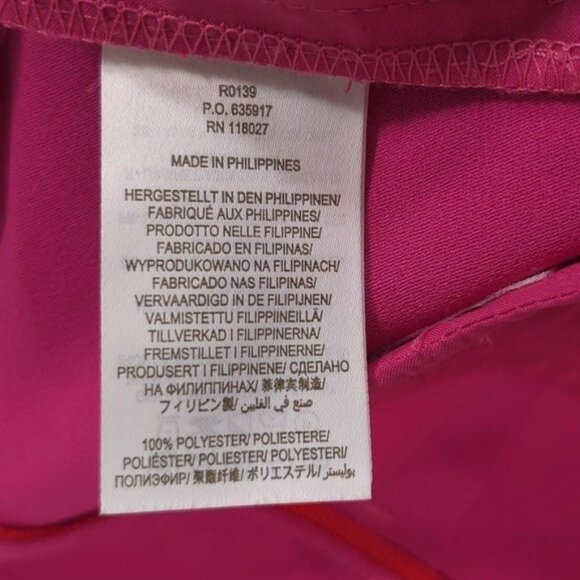 R0139
P.O. 635917
RN 118027
MADE IN PHILIPPINES
HERGESTELLT IN DEN PHILIPPINEN/
FABRIQUÉ AUX PHILIPPINES/
PRODOTTO NELLE FILIPPINE/
FABRICADO EN FILIPINAS/
WYPRODUKOWANO NA FILIPINACH/
FABRICADO NAS FILIPINAS/
VERVAARDIGD IN DE FILIPIJNEN/
VALMISTETTU FILIPPIINEILLÄ/
TILLVERKAD I FILIPPINERNA/
FREMSTILLET I FILIPPINERNE/
PRODUSERT I FILIPPINENE/ СДЕЛАНО
НА ФИЛИППИНАХ/ 菲律宾制造/
フィリピン製/ صنع في الفلبين/
100% POLYESTER/ POLIESTERE/
POLIÉSTER/ POLIESTER/ POLYESTERI/
ПОЛИЭФИР/ 聚酯纤维/ ポリエステル/ بوليستر